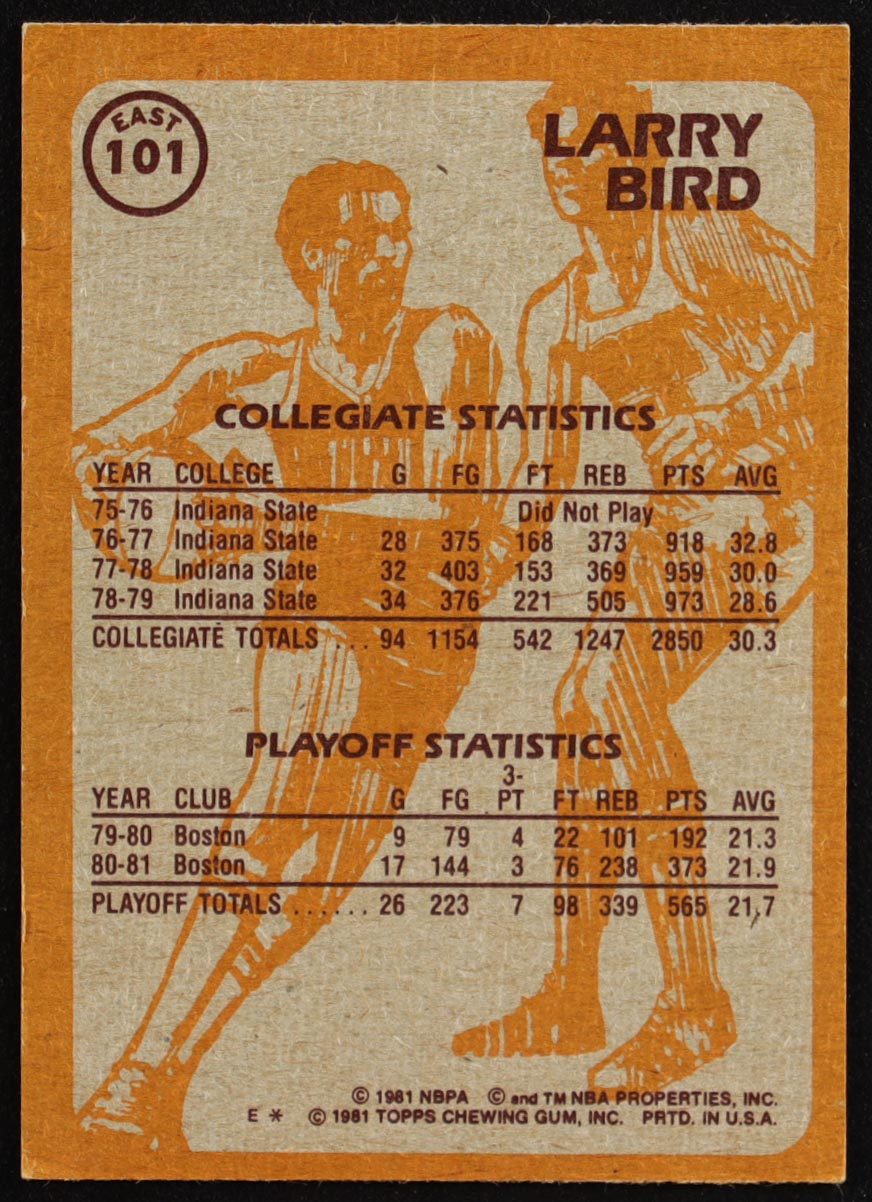 EAST
101
LARRY
BIRD
COLLEGIATE STATISTICS
YEAR COLLEGE G FG FT REB PTS AVG
75-76 Indiana State Did Not Play
76-77 Indiana State 28 375 168 373 918 32.8
77-78 Indiana State 32 403 153 369 959 30.0
78-79 Indiana State 34 376 221 505 973 28.6
COLLEGIATE TOTALS ... 94 1154 542 1247 2850 30.3
PLAYOFF STATISTICS
3-
YEAR CLUB G FG PT FT REB PTS AVG
79-80 Boston 9 79 4 22 101 192 21.3
80-81 Boston 17 144 3 76 238 373 21.9
PLAYOFF TOTALS ...... 26 223 7 98 339 565 21.7
© 1981 NBPA © and TM NBA PROPERTIES, INC.
E * © 1981 TOPPS CHEWING GUM, INC. PRTD. IN U.S.A.